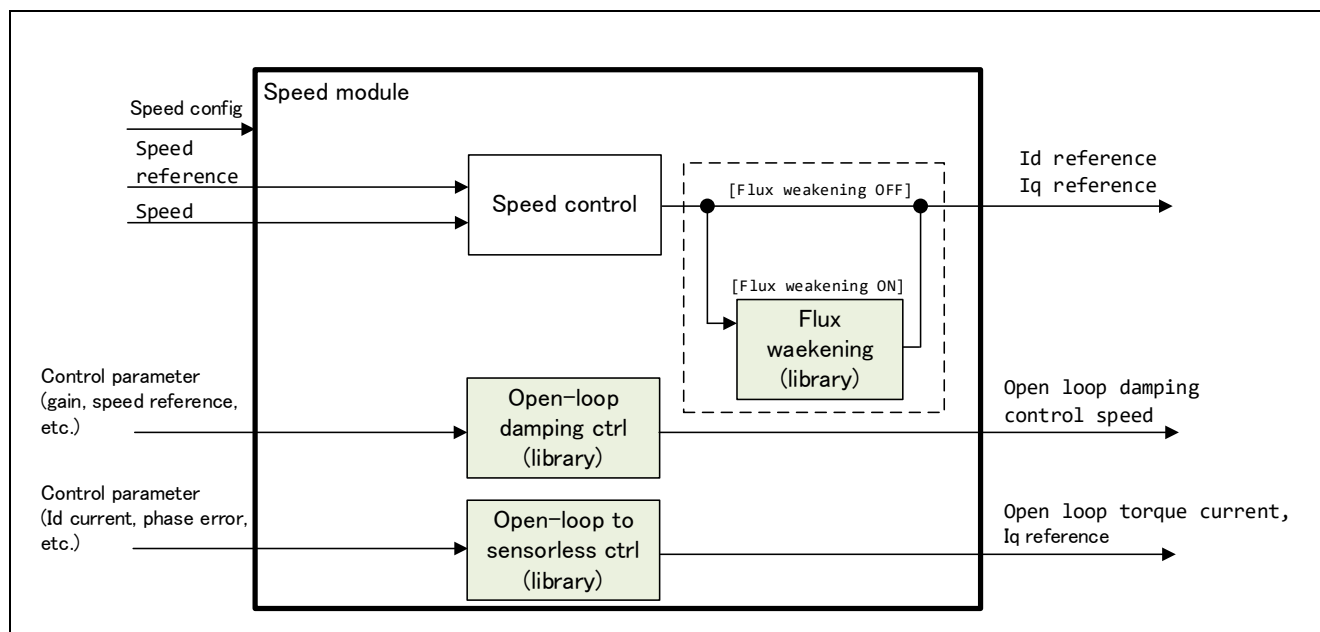 Speed module
Speed config
Speed
reference
Speed
Speed control
[Flux weakening OFF]
Id reference
Iq reference
[Flux weakening ON]
Flux
waekening
(library)
Control parameter
(gain, speed reference,
etc.)
Open-loop
damping ctrl
(library)
Open loop damping
control speed
Control parameter
(Id current, phase error,
etc.)
Open-loop to
sensorless ctrl
(library)
Open loop torque current,
Iq reference